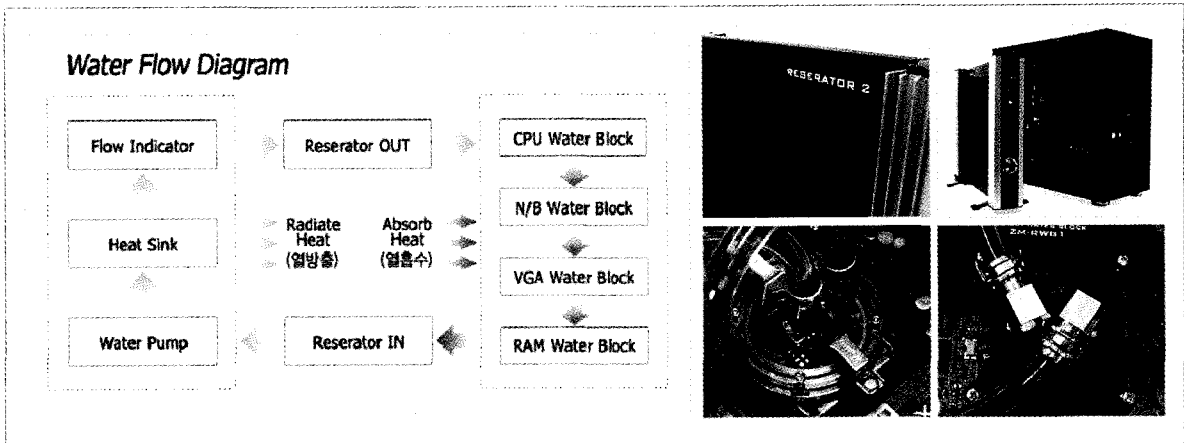 Water Flow Diagram
Flow Indicator
Reserator OUT
CPU Water Block
N/B Water Block
Heat Sink
Radiate
Heat
(열방출)
Absorb
Heat
(열흡수)
VGA Water Block
Water Pump
Reserator IN
RAM Water Block
RESERATOR 2
ZM-RWB1